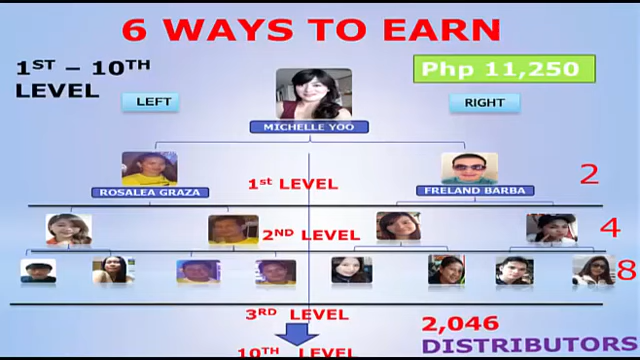 6 WAYS TO EARN
1ST – 10TH
LEVEL
Php 11,250
LEFT
RIGHT
MICHELLE YOO
ROSALEA GRAZA
1st LEVEL
FRELAND BARBA
2
2ND LEVEL
4
8
3RD LEVEL
10TH LEVEL
2,046
DISTRIBUTORS